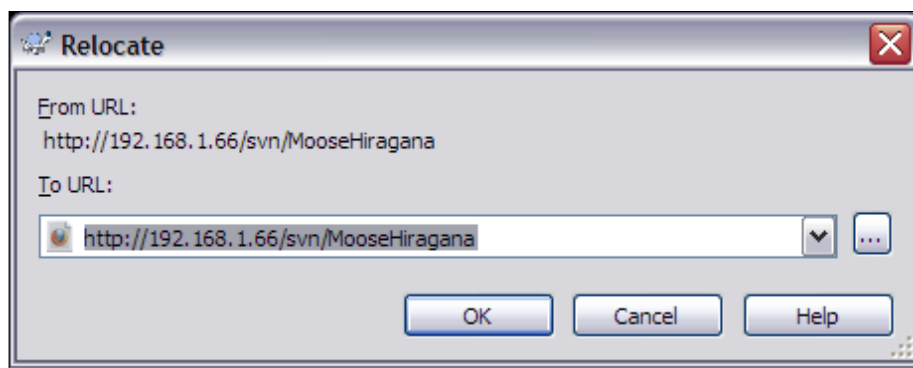 Relocate
From URL:
http://192.168.1.66/svn/MooseHiragana
To URL:
http://192.168.1.66/svn/MooseHiragana
...
OK Cancel Help